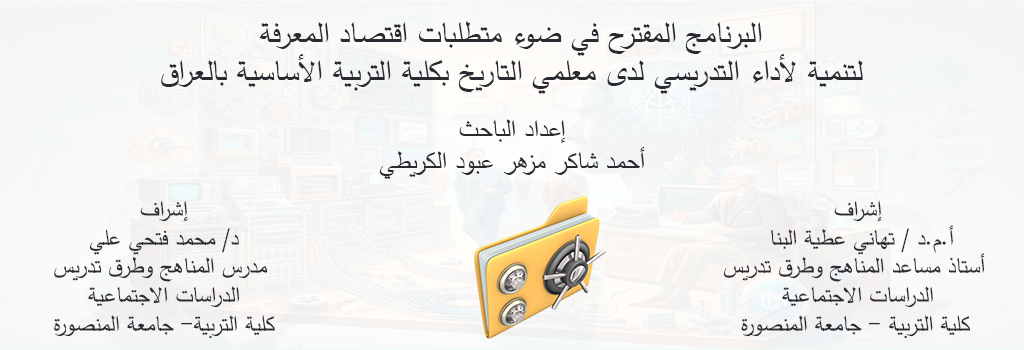 البرنامج المقترح في ضوء متطلبات اقتصاد المعرفة
لتنمية لأداء التدريسي لدى معلمي التاريخ بكلية التربية الأساسية بالعراق
إعداد الباحث
أحمد شاكر مزهر عبود الكريطي
إشراف
أ.م.د / تهاني عطية البنا
أستاذ مساعد المناهج وطرق تدريس
الدراسات الاجتماعية
كلية التربية – جامعة المنصورة
إشراف
د/ محمد فتحي علي
مدرس المناهج وطرق تدريس
الدراسات الاجتماعية
كلية التربية– جامعة المنصورة